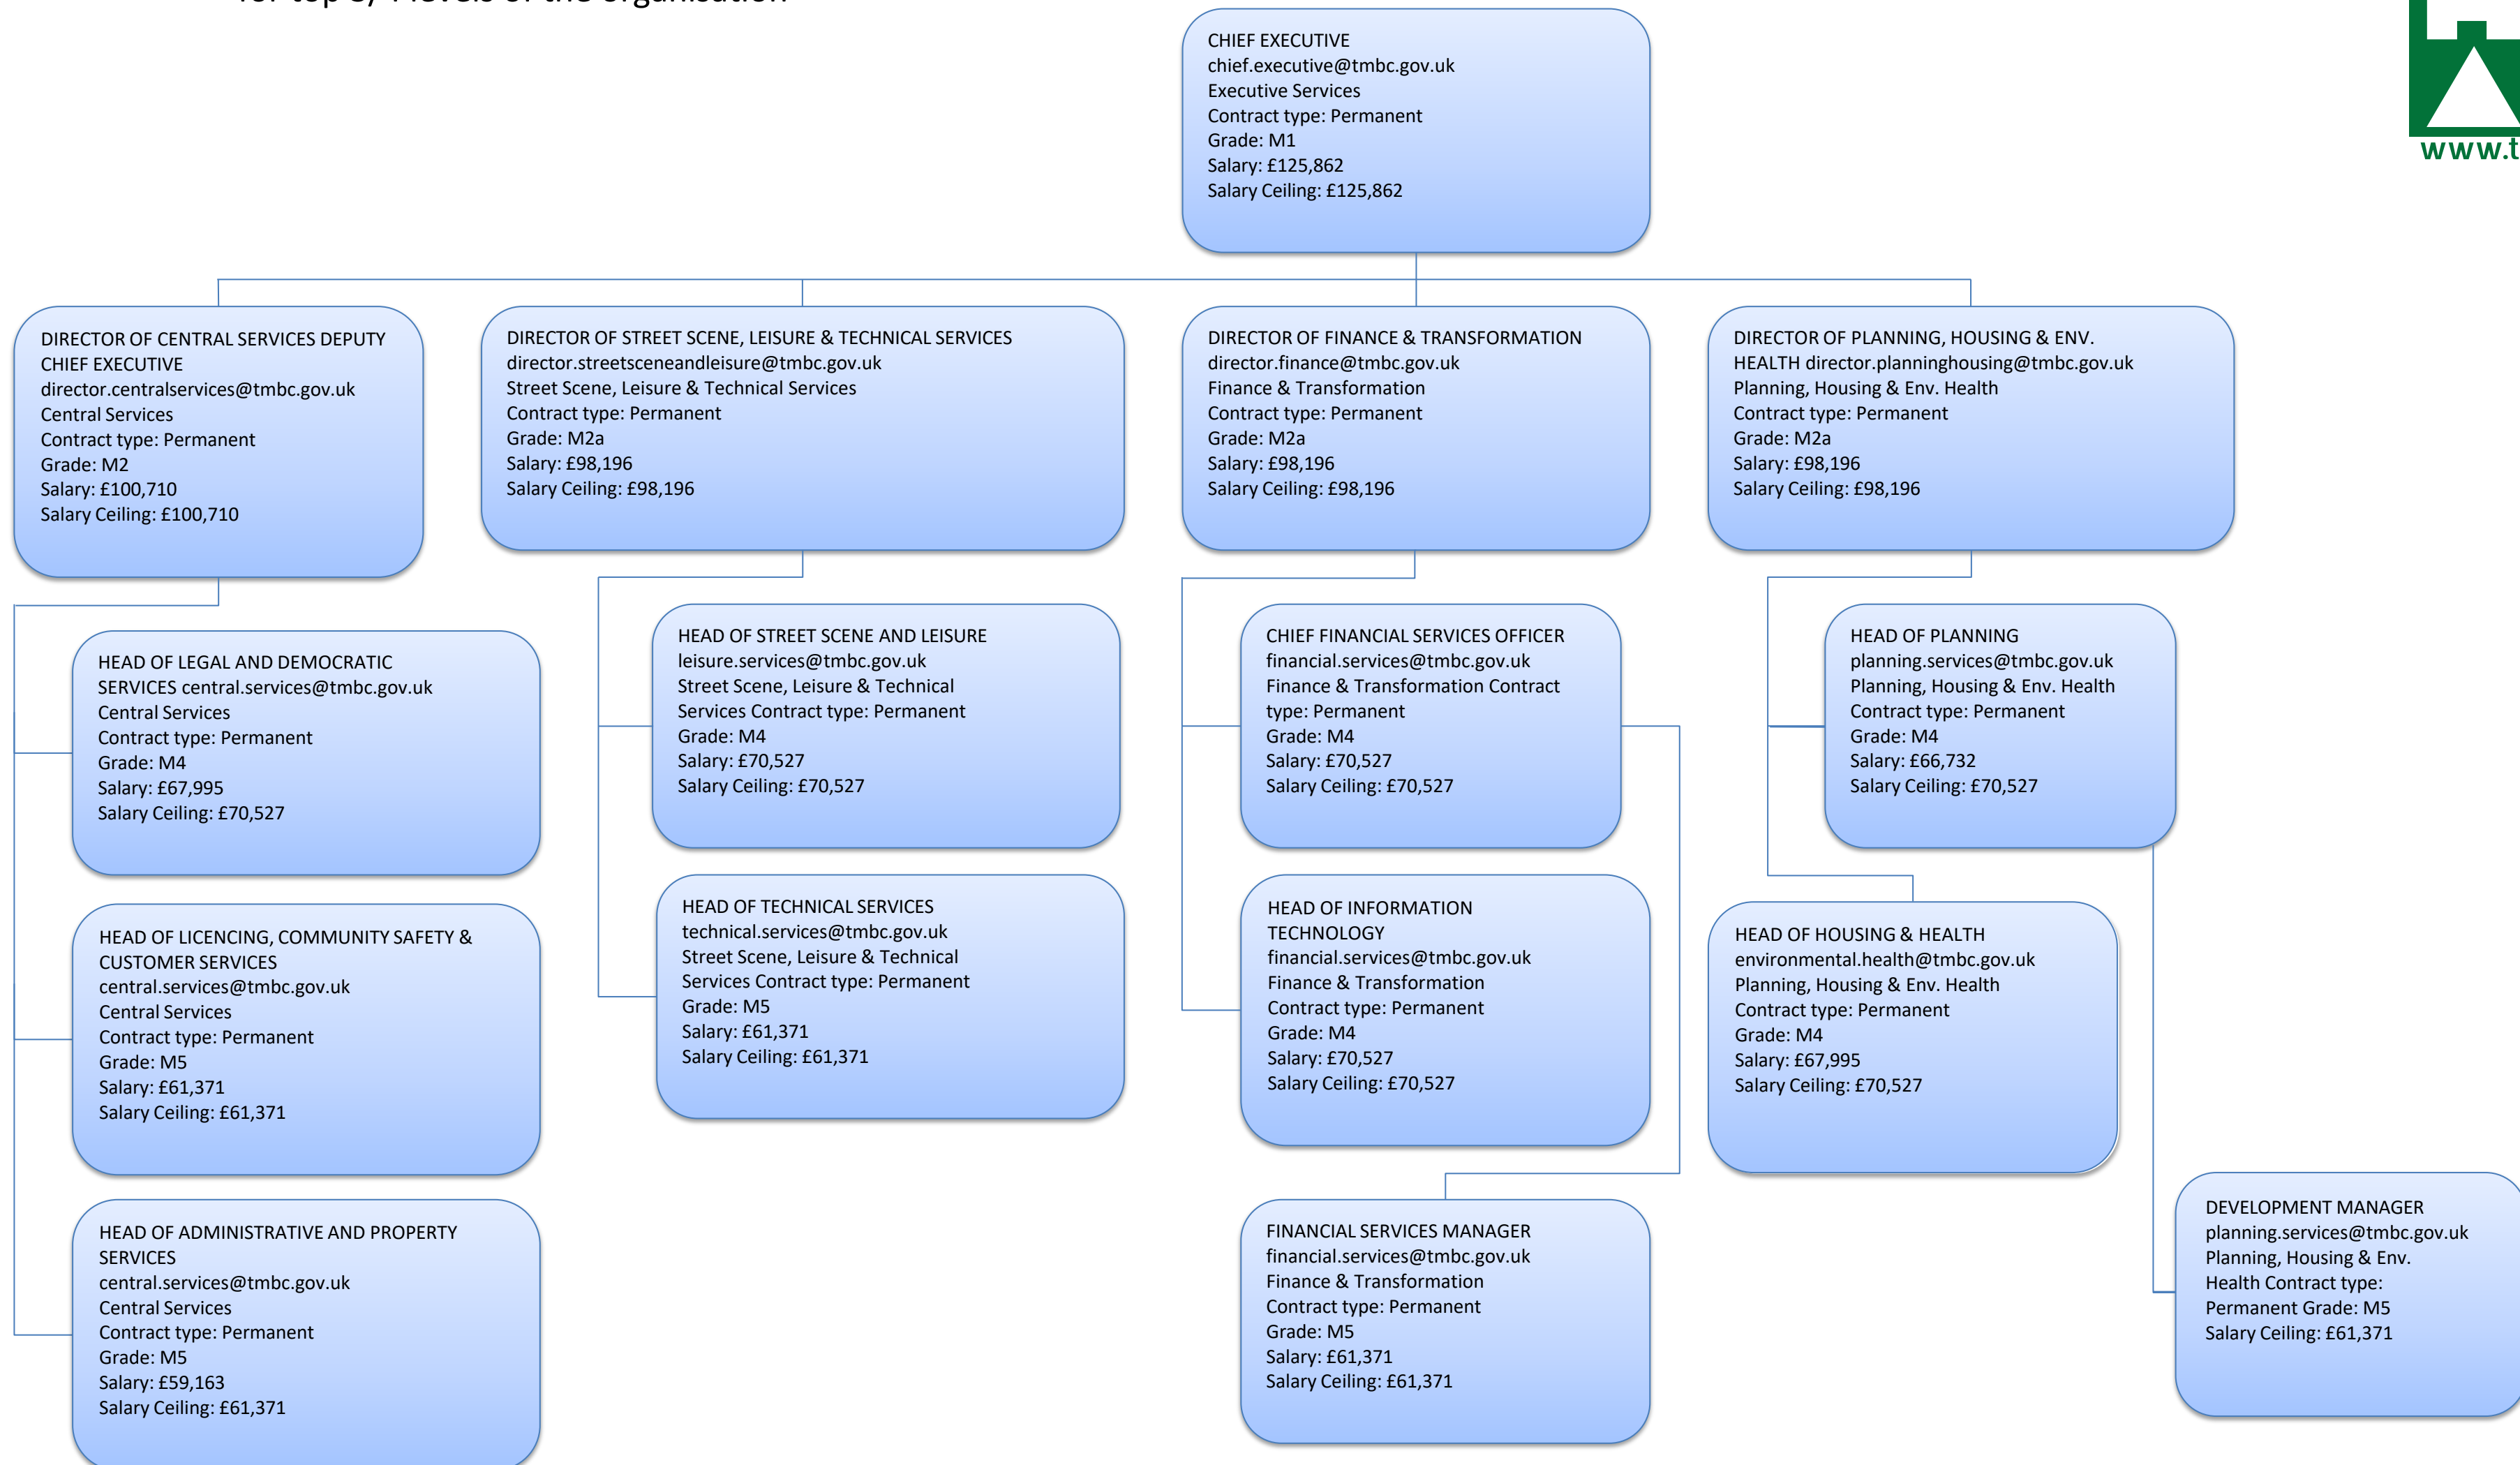 CHIEF EXECUTIVE
chief.executive@tmbc.gov.uk
Executive Services
Contract type: Permanent
Grade: M1
Salary: £125,862
Salary Ceiling: £125,862
www.t
DIRECTOR OF CENTRAL SERVICES DEPUTY
CHIEF EXECUTIVE
director.centralservices@tmbc.gov.uk
Central Services
Contract type: Permanent
Grade: M2
Salary: £100,710
Salary Ceiling: £100,710
DIRECTOR OF STREET SCENE, LEISURE & TECHNICAL SERVICES
director.streetsceneandleisure@tmbc.gov.uk
Street Scene, Leisure & Technical Services
Contract type: Permanent
Grade: M2a
Salary: £98,196
Salary Ceiling: £98,196
DIRECTOR OF FINANCE & TRANSFORMATION
director.finance@tmbc.gov.uk
Finance & Transformation
Contract type: Permanent
Grade: M2a
Salary: £98,196
Salary Ceiling: £98,196
DIRECTOR OF PLANNING, HOUSING & ENV.
HEALTH director.planninghousing@tmbc.gov.uk
Planning, Housing & Env. Health
Contract type: Permanent
Grade: M2a
Salary: £98,196
Salary Ceiling: £98,196
HEAD OF LEGAL AND DEMOCRATIC
SERVICES central.services@tmbc.gov.uk
Central Services
Contract type: Permanent
Grade: M4
Salary: £67,995
Salary Ceiling: £70,527
HEAD OF STREET SCENE AND LEISURE
leisure.services@tmbc.gov.uk
Street Scene, Leisure & Technical
Services Contract type: Permanent
Grade: M4
Salary: £70,527
Salary Ceiling: £70,527
CHIEF FINANCIAL SERVICES OFFICER
financial.services@tmbc.gov.uk
Finance & Transformation Contract
type: Permanent
Grade: M4
Salary: £70,527
Salary Ceiling: £70,527
HEAD OF PLANNING
planning.services@tmbc.gov.uk
Planning, Housing & Env. Health
Contract type: Permanent
Grade: M4
Salary: £66,732
Salary Ceiling: £70,527
HEAD OF LICENCING, COMMUNITY SAFETY &
CUSTOMER SERVICES
central.services@tmbc.gov.uk
Central Services
Contract type: Permanent
Grade: M5
Salary: £61,371
Salary Ceiling: £61,371
HEAD OF TECHNICAL SERVICES
technical.services@tmbc.gov.uk
Street Scene, Leisure & Technical
Services Contract type: Permanent
Grade: M5
Salary: £61,371
Salary Ceiling: £61,371
HEAD OF INFORMATION
TECHNOLOGY
financial.services@tmbc.gov.uk
Finance & Transformation
Contract type: Permanent
Grade: M4
Salary: £70,527
Salary Ceiling: £70,527
HEAD OF HOUSING & HEALTH
environmental.health@tmbc.gov.uk
Planning, Housing & Env. Health
Contract type: Permanent
Grade: M4
Salary: £67,995
Salary Ceiling: £70,527
HEAD OF ADMINISTRATIVE AND PROPERTY
SERVICES
central.services@tmbc.gov.uk
Central Services
Contract type: Permanent
Grade: M5
Salary: £59,163
Salary Ceiling: £61,371
FINANCIAL SERVICES MANAGER
financial.services@tmbc.gov.uk
Finance & Transformation
Contract type: Permanent
Grade: M5
Salary: £61,371
Salary Ceiling: £61,371
DEVELOPMENT MANAGER
planning.services@tmbc.gov.uk
Planning, Housing & Env.
Health Contract type:
Permanent Grade: M5
Salary Ceiling: £61,371